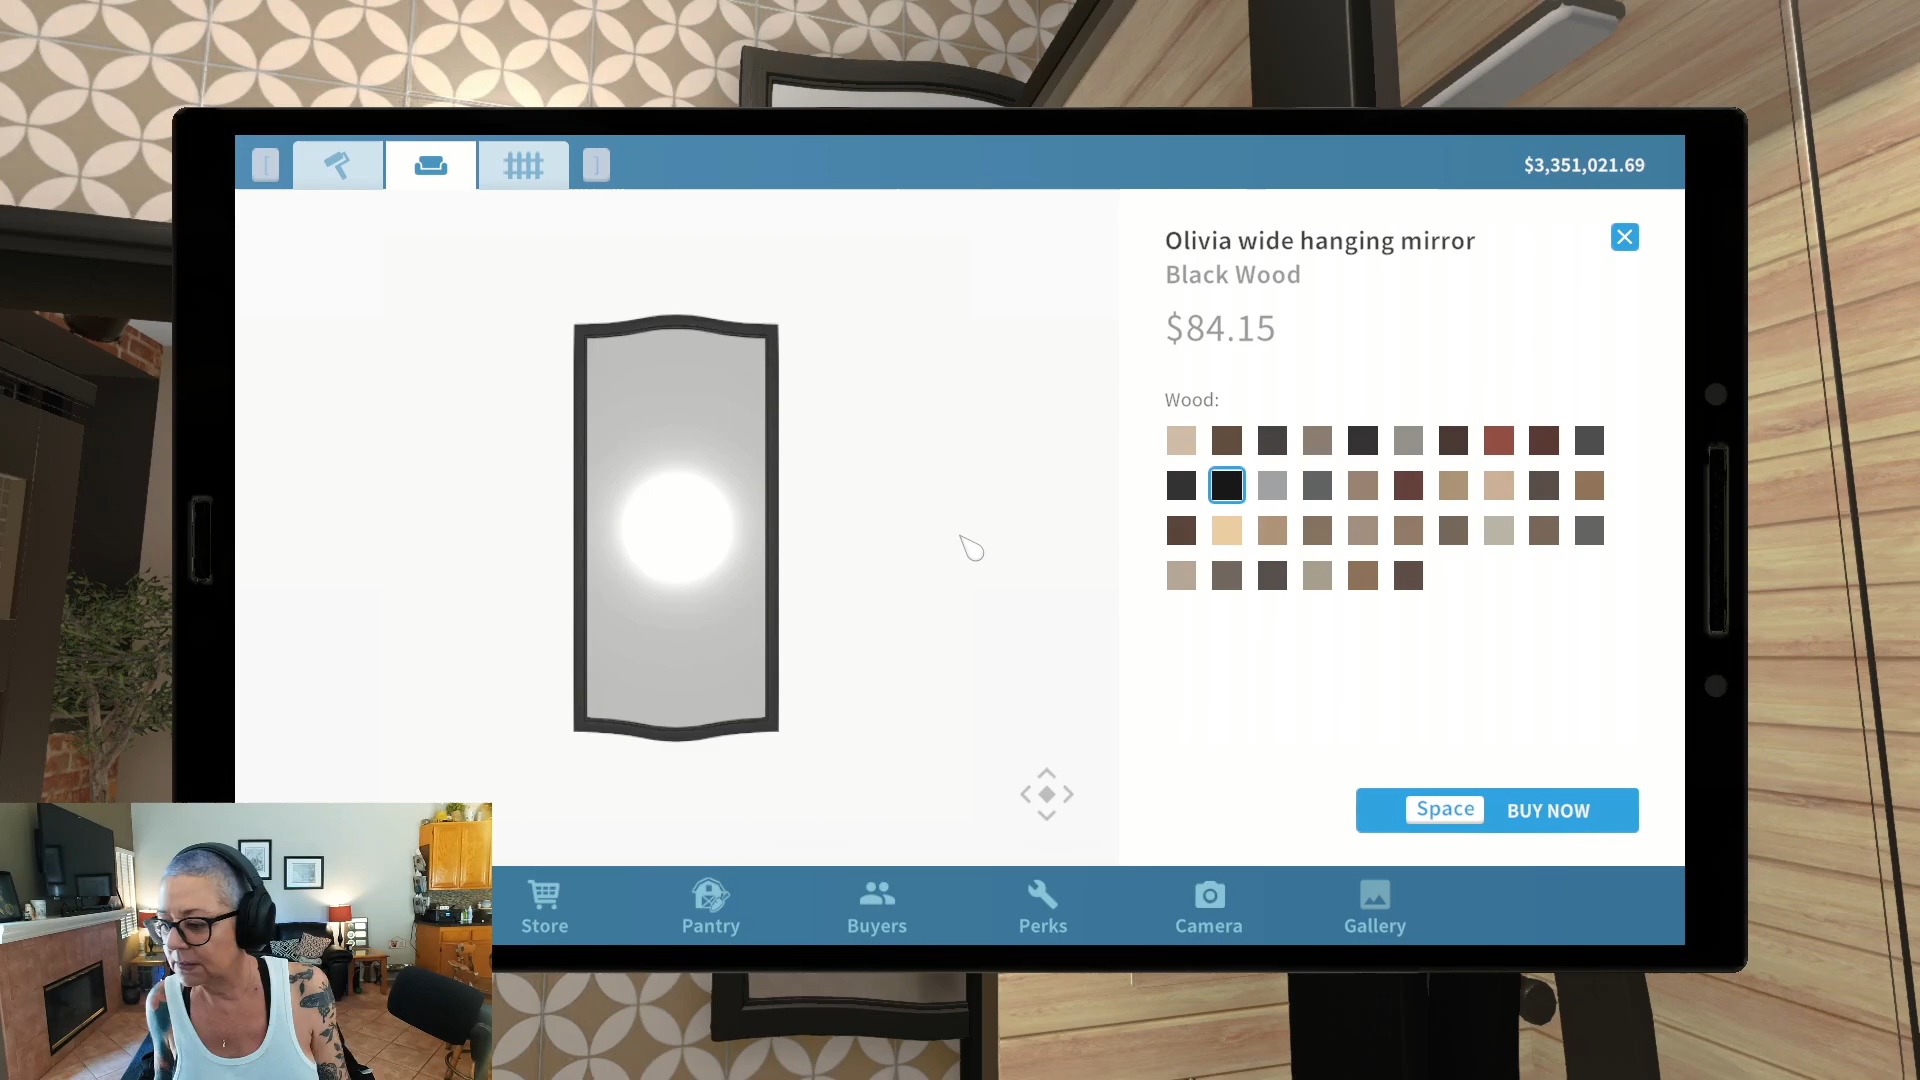 [
]
$3,351,021.69
Olivia wide hanging mirror
Black Wood
$84.15
Wood:
Space BUY NOW
Store
Pantry
Buyers
Perks
Camera
Gallery